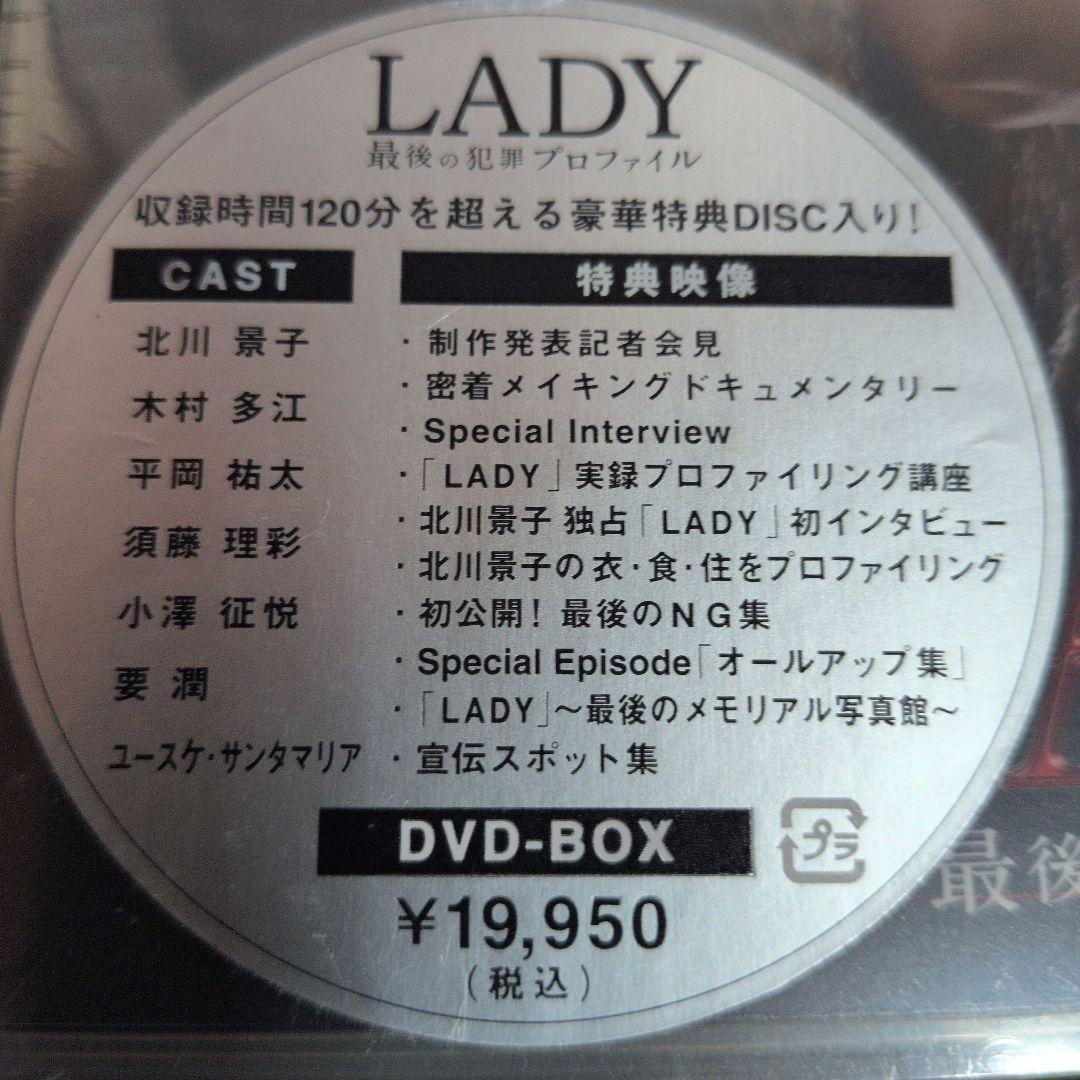 LADY
最後の犯罪プロファイル
収録時間120分を超える豪華特典DISC入り!
CAST
北川 景子
木村 多江
平岡 祐太
須藤 理彩
小澤 征悦
要 潤
ユースケ・サンタマリア
特典映像
・制作発表記者会見
・密着メイキングドキュメンタリー
・Special Interview
・「LADY」実録プロファイリング講座
・北川景子 独占「LADY」初インタビュー
・北川景子の衣・食・住をプロファイリング
・初公開! 最後のNG集
・Special Episode「オールアップ集」
・「LADY」～最後のメモリアル写真館～
・宣伝スポット集
DVD-BOX
プラ
¥19,950
(税込)
最後